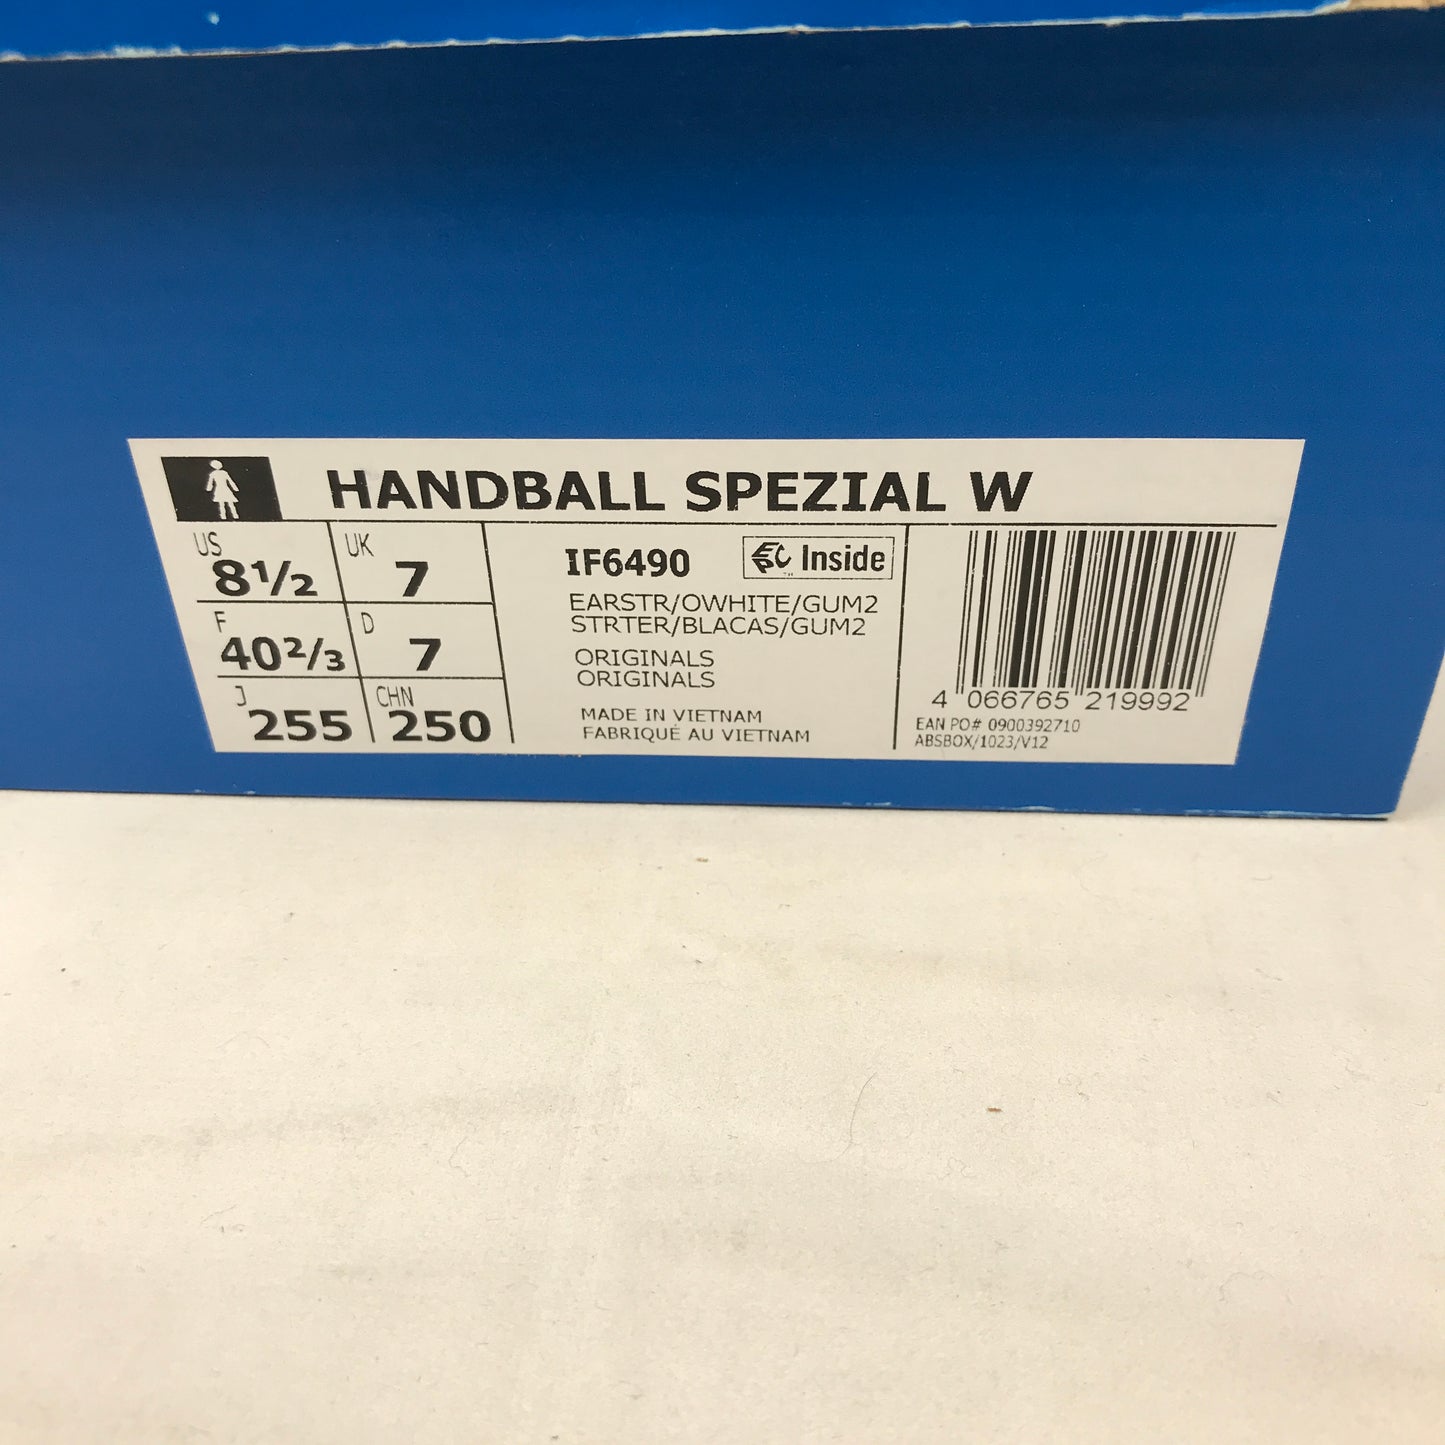 HANDBALL SPEZIAL W
US 8½ UK 7
F 40⅔ D 7
J 255 CHN 250
IF6490 EPC™ Inside
EARSTR/OWHITE/GUM2
STRTER/BLACAS/GUM2
ORIGINALS
ORIGINALS
MADE IN VIETNAM
FABRIQUÉ AU VIETNAM
4 066765 219992
EAN PO# 0900392710
ABSBOX/1023/V12